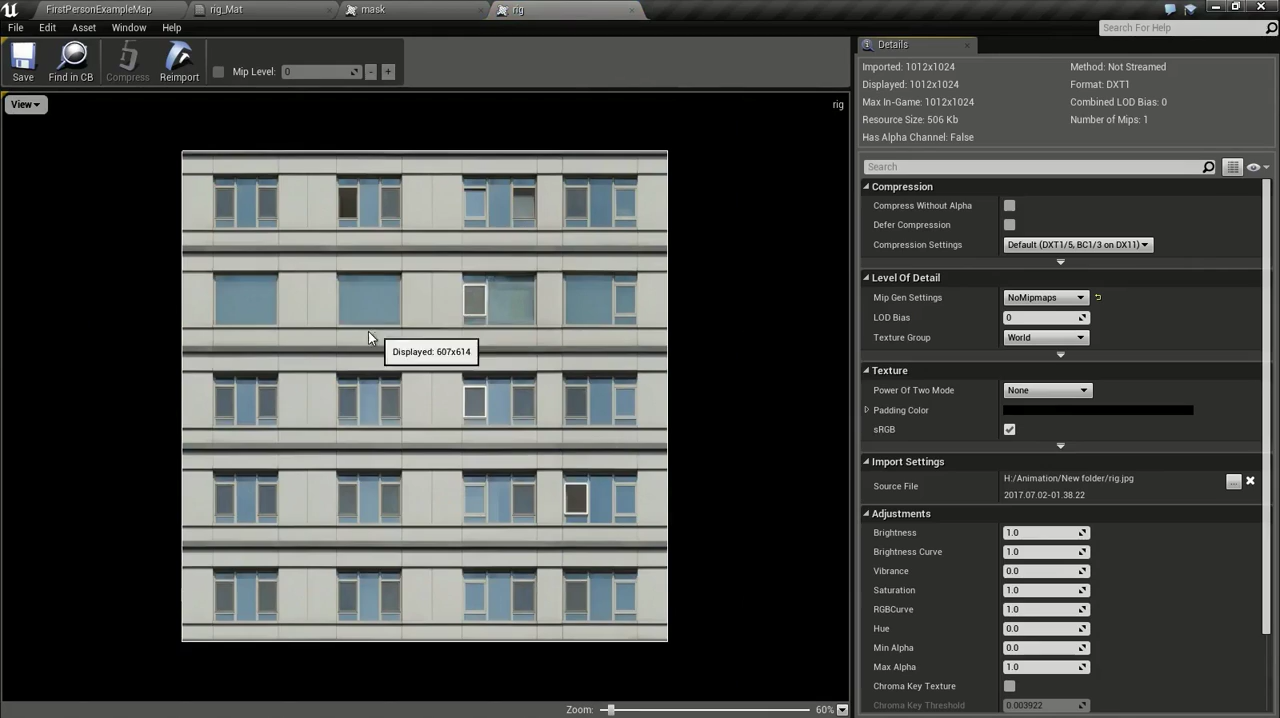 FirstPersonExampleMap
rig_Mat
mask
rig
File
Edit
Asset
Window
Help
Search For Help
Save
Find in CB
Compress
Reimport
Mip Level:
0
-
+
View
rig
Displayed: 607x614
Zoom:
60%
Details
Imported: 1012x1024
Method: Not Streamed
Displayed: 1012x1024
Format: DXT1
Max In-Game: 1012x1024
Combined LOD Bias: 0
Resource Size: 506 Kb
Number of Mips: 1
Has Alpha Channel: False
Search
Compression
Compress Without Alpha
Defer Compression
Compression Settings
Default (DXT1/5, BC1/3 on DX11)
Level Of Detail
Mip Gen Settings
NoMipmaps
LOD Bias
0
Texture Group
World
Texture
Power Of Two Mode
None
Padding Color
sRGB
Import Settings
Source File
H:/Animation/New folder/rig.jpg
...
2017.07.02-01.38.22
Adjustments
Brightness
1.0
Brightness Curve
1.0
Vibrance
0.0
Saturation
1.0
RGBCurve
1.0
Hue
0.0
Min Alpha
0.0
Max Alpha
1.0
Chroma Key Texture
Chroma Key Threshold
0.003922